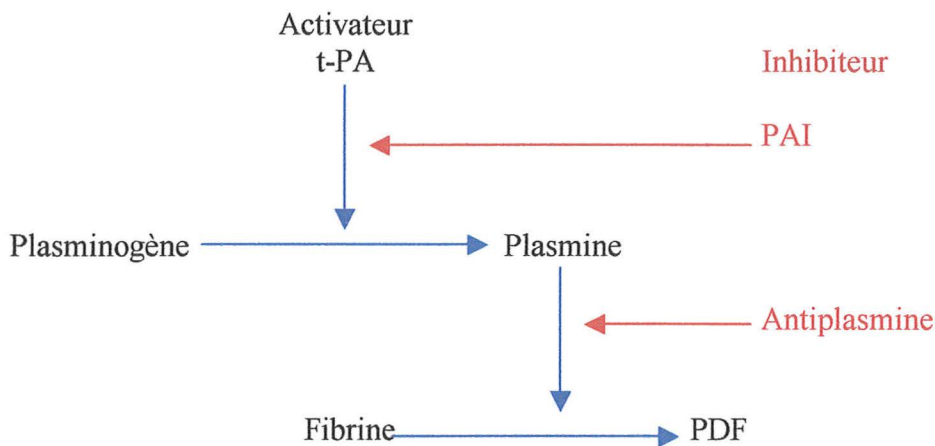 Activateur
t-PA
Inhibiteur
PAI
Plasminogène
Plasmine
Antiplasmine
Fibrine
PDF